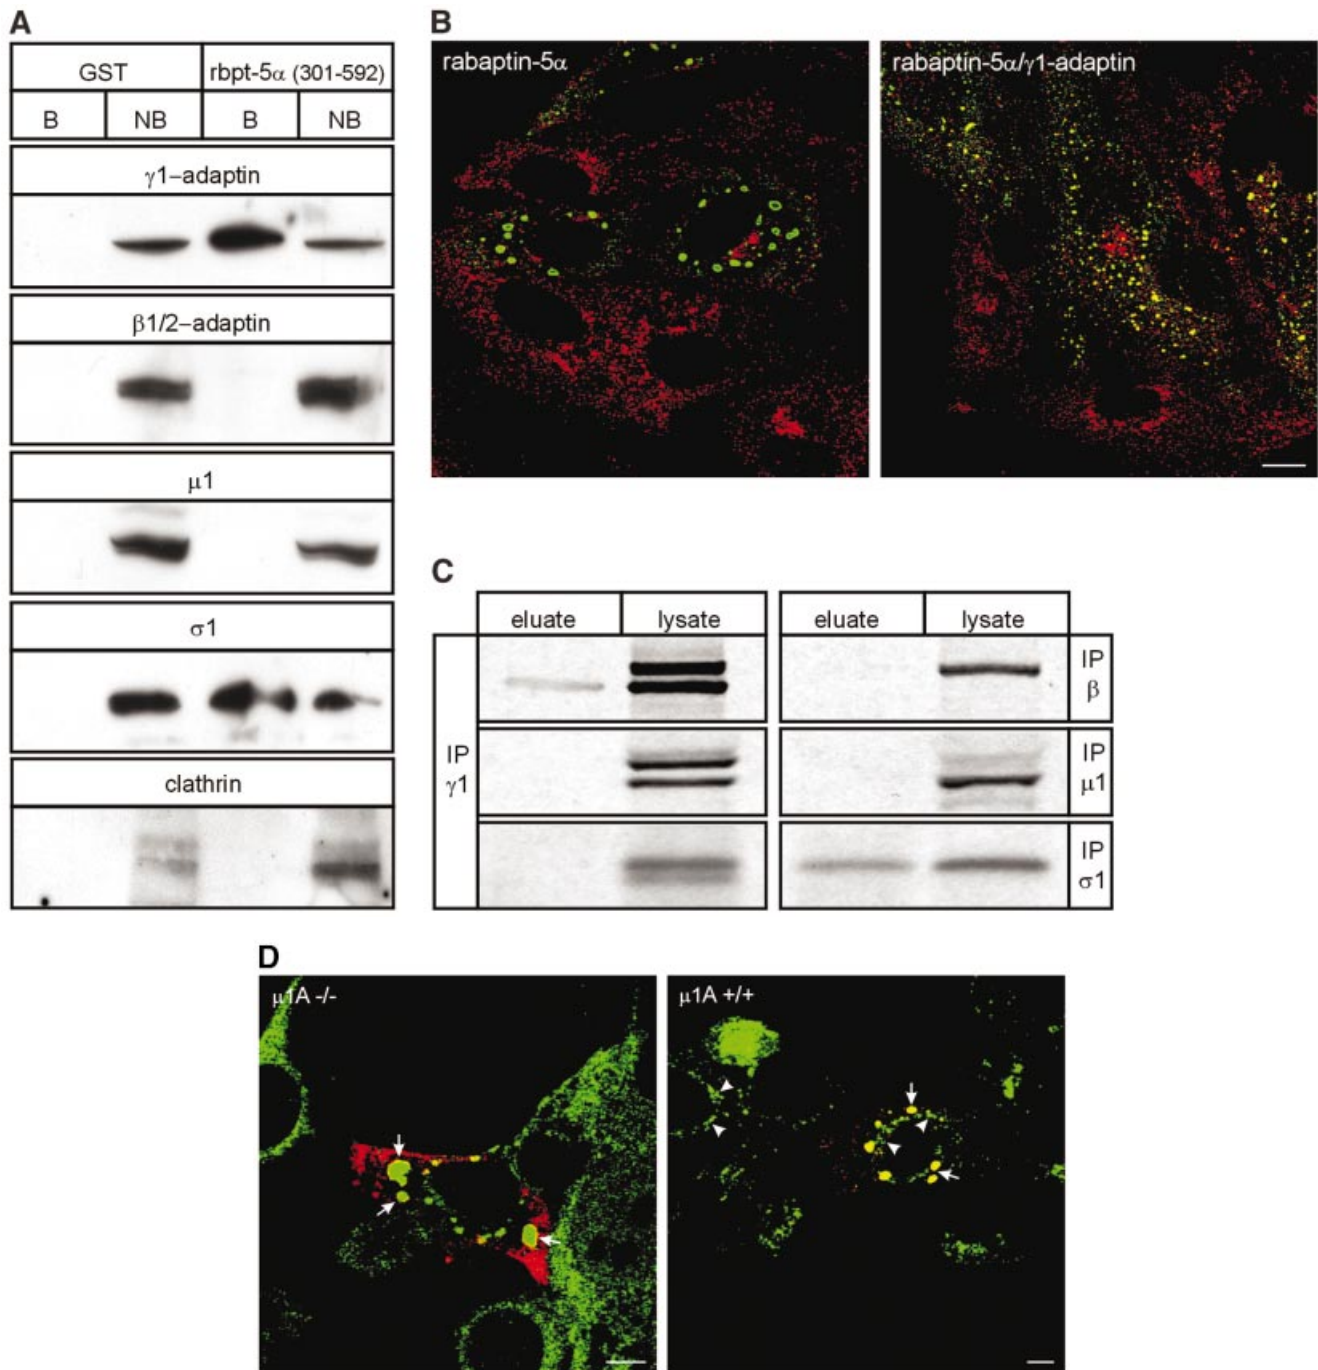 A
GST rbpt-5α (301-592)
B NB B NB
γ1–adaptin
β1/2–adaptin
μ1
σ1
clathrin
B
rabaptin-5α
rabaptin-5α/γ1-adaptin
C
eluate lysate eluate lysate
IP γ1
IP β
IP μ1
IP σ1
D
μ1A -/-
μ1A +/+